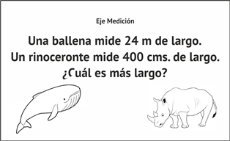 Eje Medición
Una ballena mide 24 m de largo.
Un rinoceronte mide 400 cms. de largo.
¿Cuál es más largo?